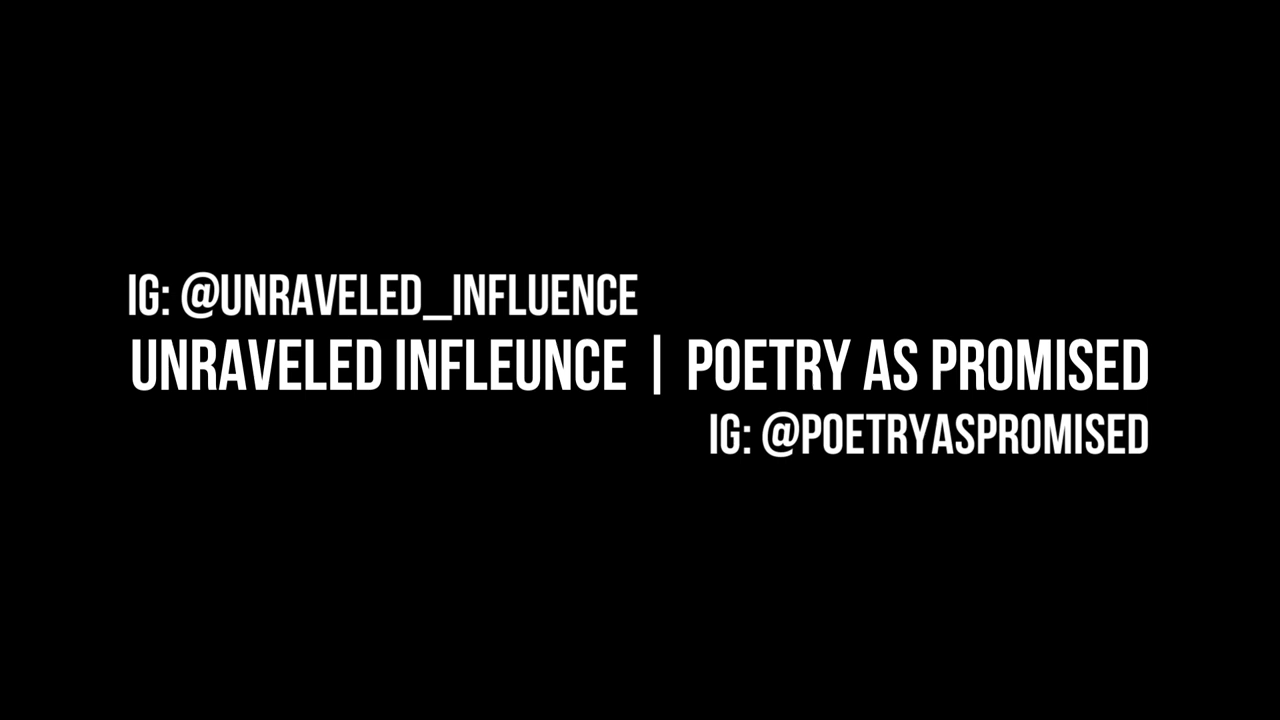 IG: @UNRAVELED_INFLUENCE
UNRAVELED INFLEUNCE | POETRY AS PROMISED
IG: @POETRYASPROMISED